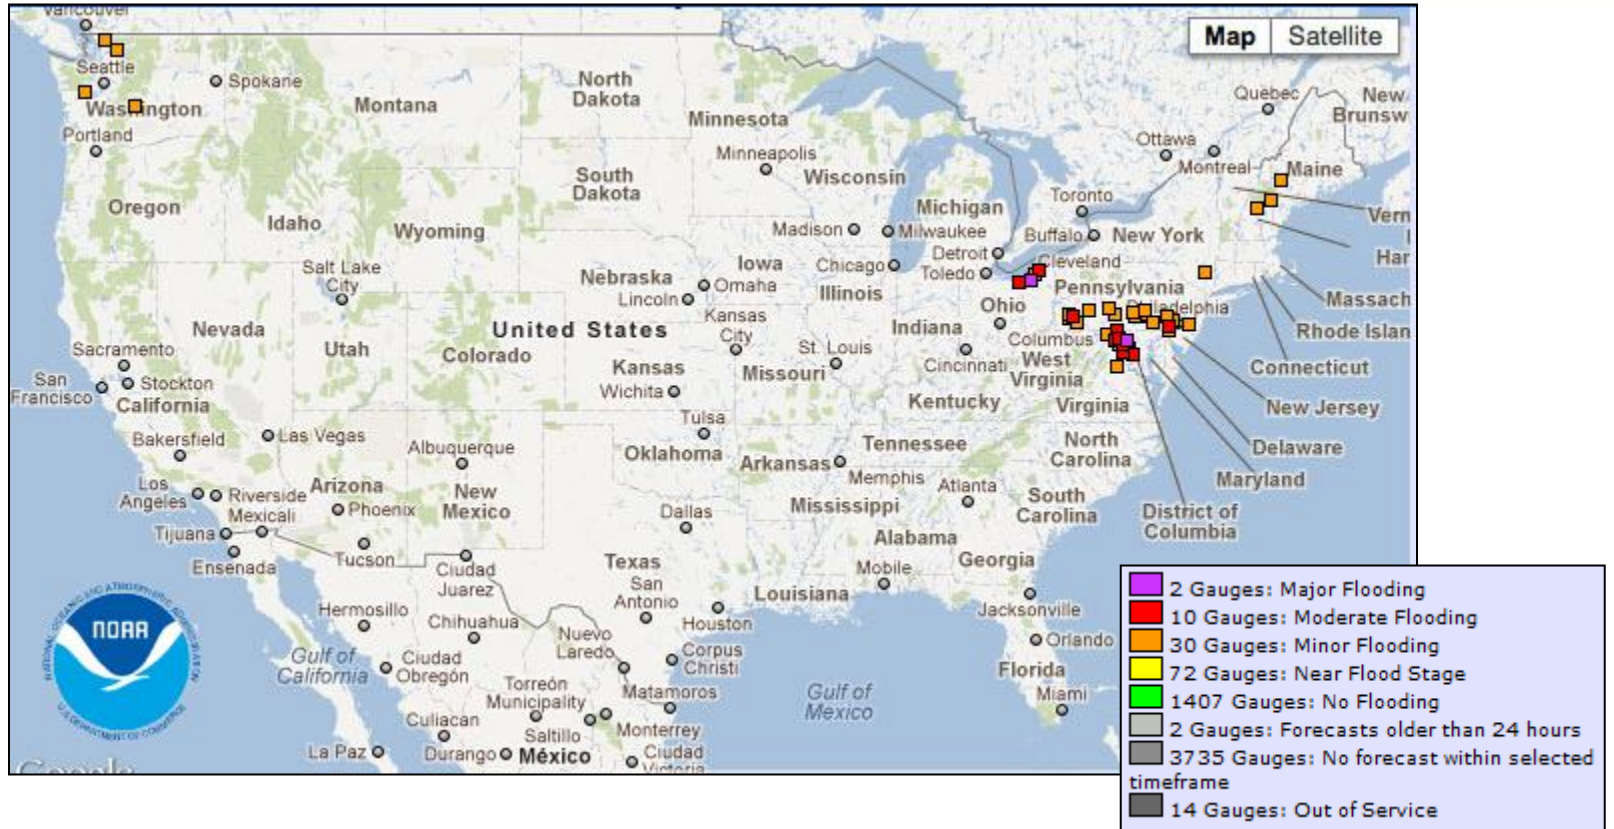 Vancouver
Map
Satellite
Seattle
Spokane
Washington
Portland
Montana
North
Dakota
Minnesota
Minneapolis
Quebec
New
Brunsw
Ottawa
Montreal
Maine
Oregon
Idaho
Wyoming
South
Dakota
Wisconsin
Michigan
Toronto
Vern
Madison
Milwaukee
Buffalo
New York
Har
Detroit
Cleveland
Salt Lake
City
Nebraska
Iowa
Omaha
Chicago
Toledo
Pennsylvania
Lincoln
Illinois
Ohio
Philadelphia
Massach
Nevada
United States
Kansas
City
Indiana
Columbus
Rhode Islan
Sacramento
Utah
Colorado
St. Louis
Cincinnati
West
Virginia
Connecticut
San
Francisco
Stockton
California
Kansas
Wichita
Missouri
Kentucky
Virginia
New Jersey
Bakersfield
Las Vegas
Albuquerque
Tulsa
Oklahoma
Arkansas
Tennessee
North
Carolina
Delaware
Los
Angeles
Riverside
Mexicali
Arizona
Phoenix
New
Mexico
Memphis
Atlanta
South
Carolina
Maryland
Tijuana
Ensenada
Tucson
Ciudad
Juarez
Dallas
Mississippi
Alabama
District of
Columbia
Texas
San
Antonio
Louisiana
Mobile
Georgia
Hermosillo
Chihuahua
Houston
Jacksonville
Orlando
Gulf of
California
Ciudad
Obregón
Nuevo
Laredo
Corpus
Christi
Florida
Torreón
Municipality
Matamoros
Gulf of
Mexico
Miami
Culiacan
Saltillo
Monterrey
La Paz
Durango
México
Ciudad
Victoria
NATIONAL OCEANIC AND ATMOSPHERIC ADMINISTRATION
NOAA
U.S. DEPARTMENT OF COMMERCE
Google
2 Gauges: Major Flooding
10 Gauges: Moderate Flooding
30 Gauges: Minor Flooding
72 Gauges: Near Flood Stage
1407 Gauges: No Flooding
2 Gauges: Forecasts older than 24 hours
3735 Gauges: No forecast within selected
timeframe
14 Gauges: Out of Service